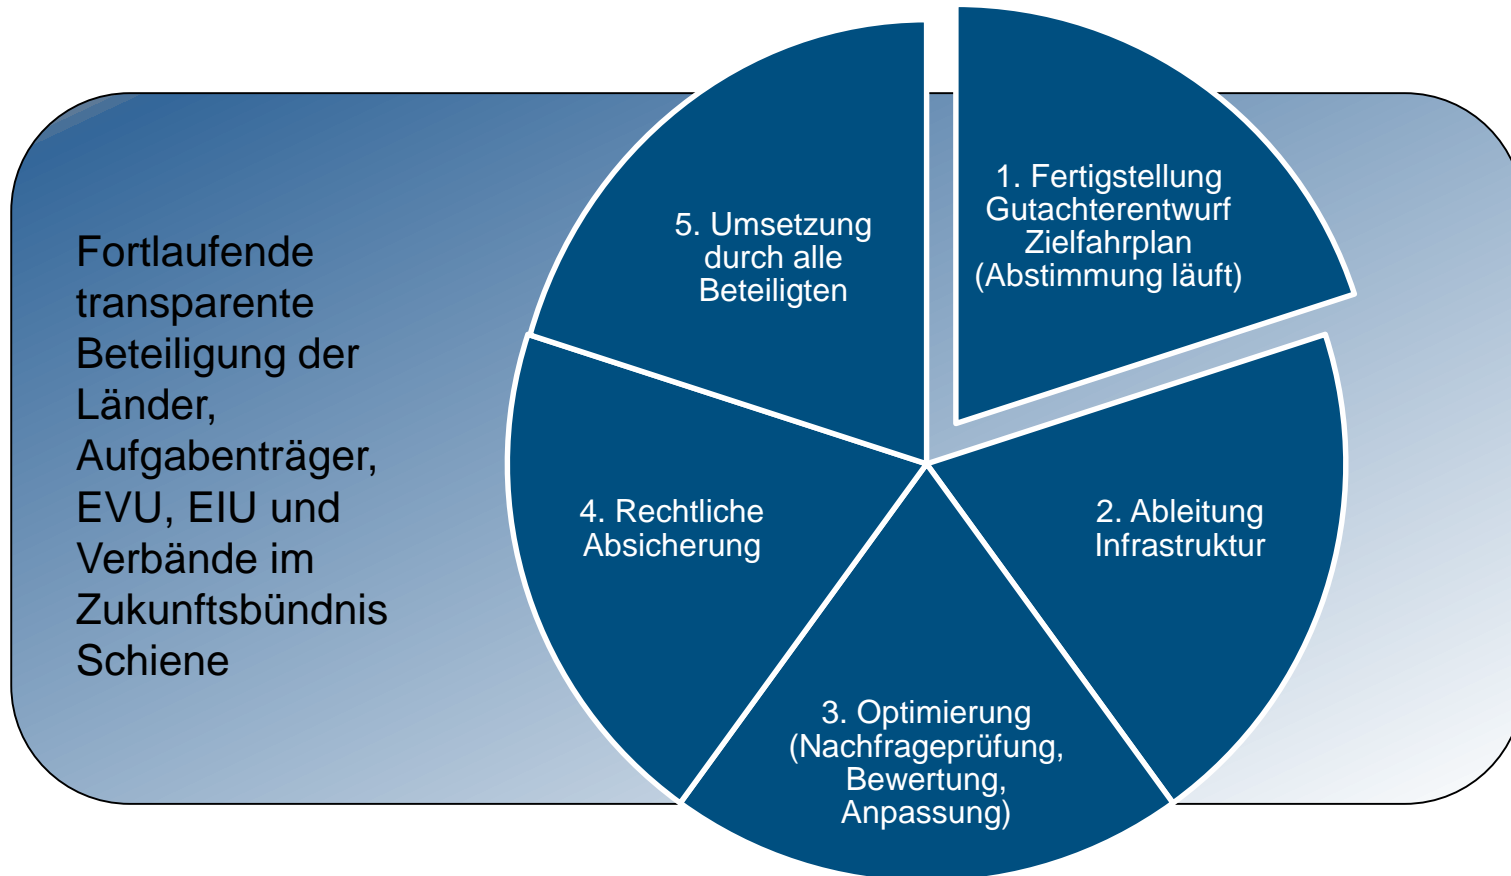 Fortlaufende
transparente
Beteiligung der
Länder,
Aufgabenträger,
EVU, EIU und
Verbände im
Zukunftsbündnis
Schiene
1. Fertigstellung
Gutachterentwurf
Zielfahrplan
(Abstimmung läuft)
2. Ableitung
Infrastruktur
3. Optimierung
(Nachfrageprüfung,
Bewertung,
Anpassung)
4. Rechtliche
Absicherung
5. Umsetzung
durch alle
Beteiligten